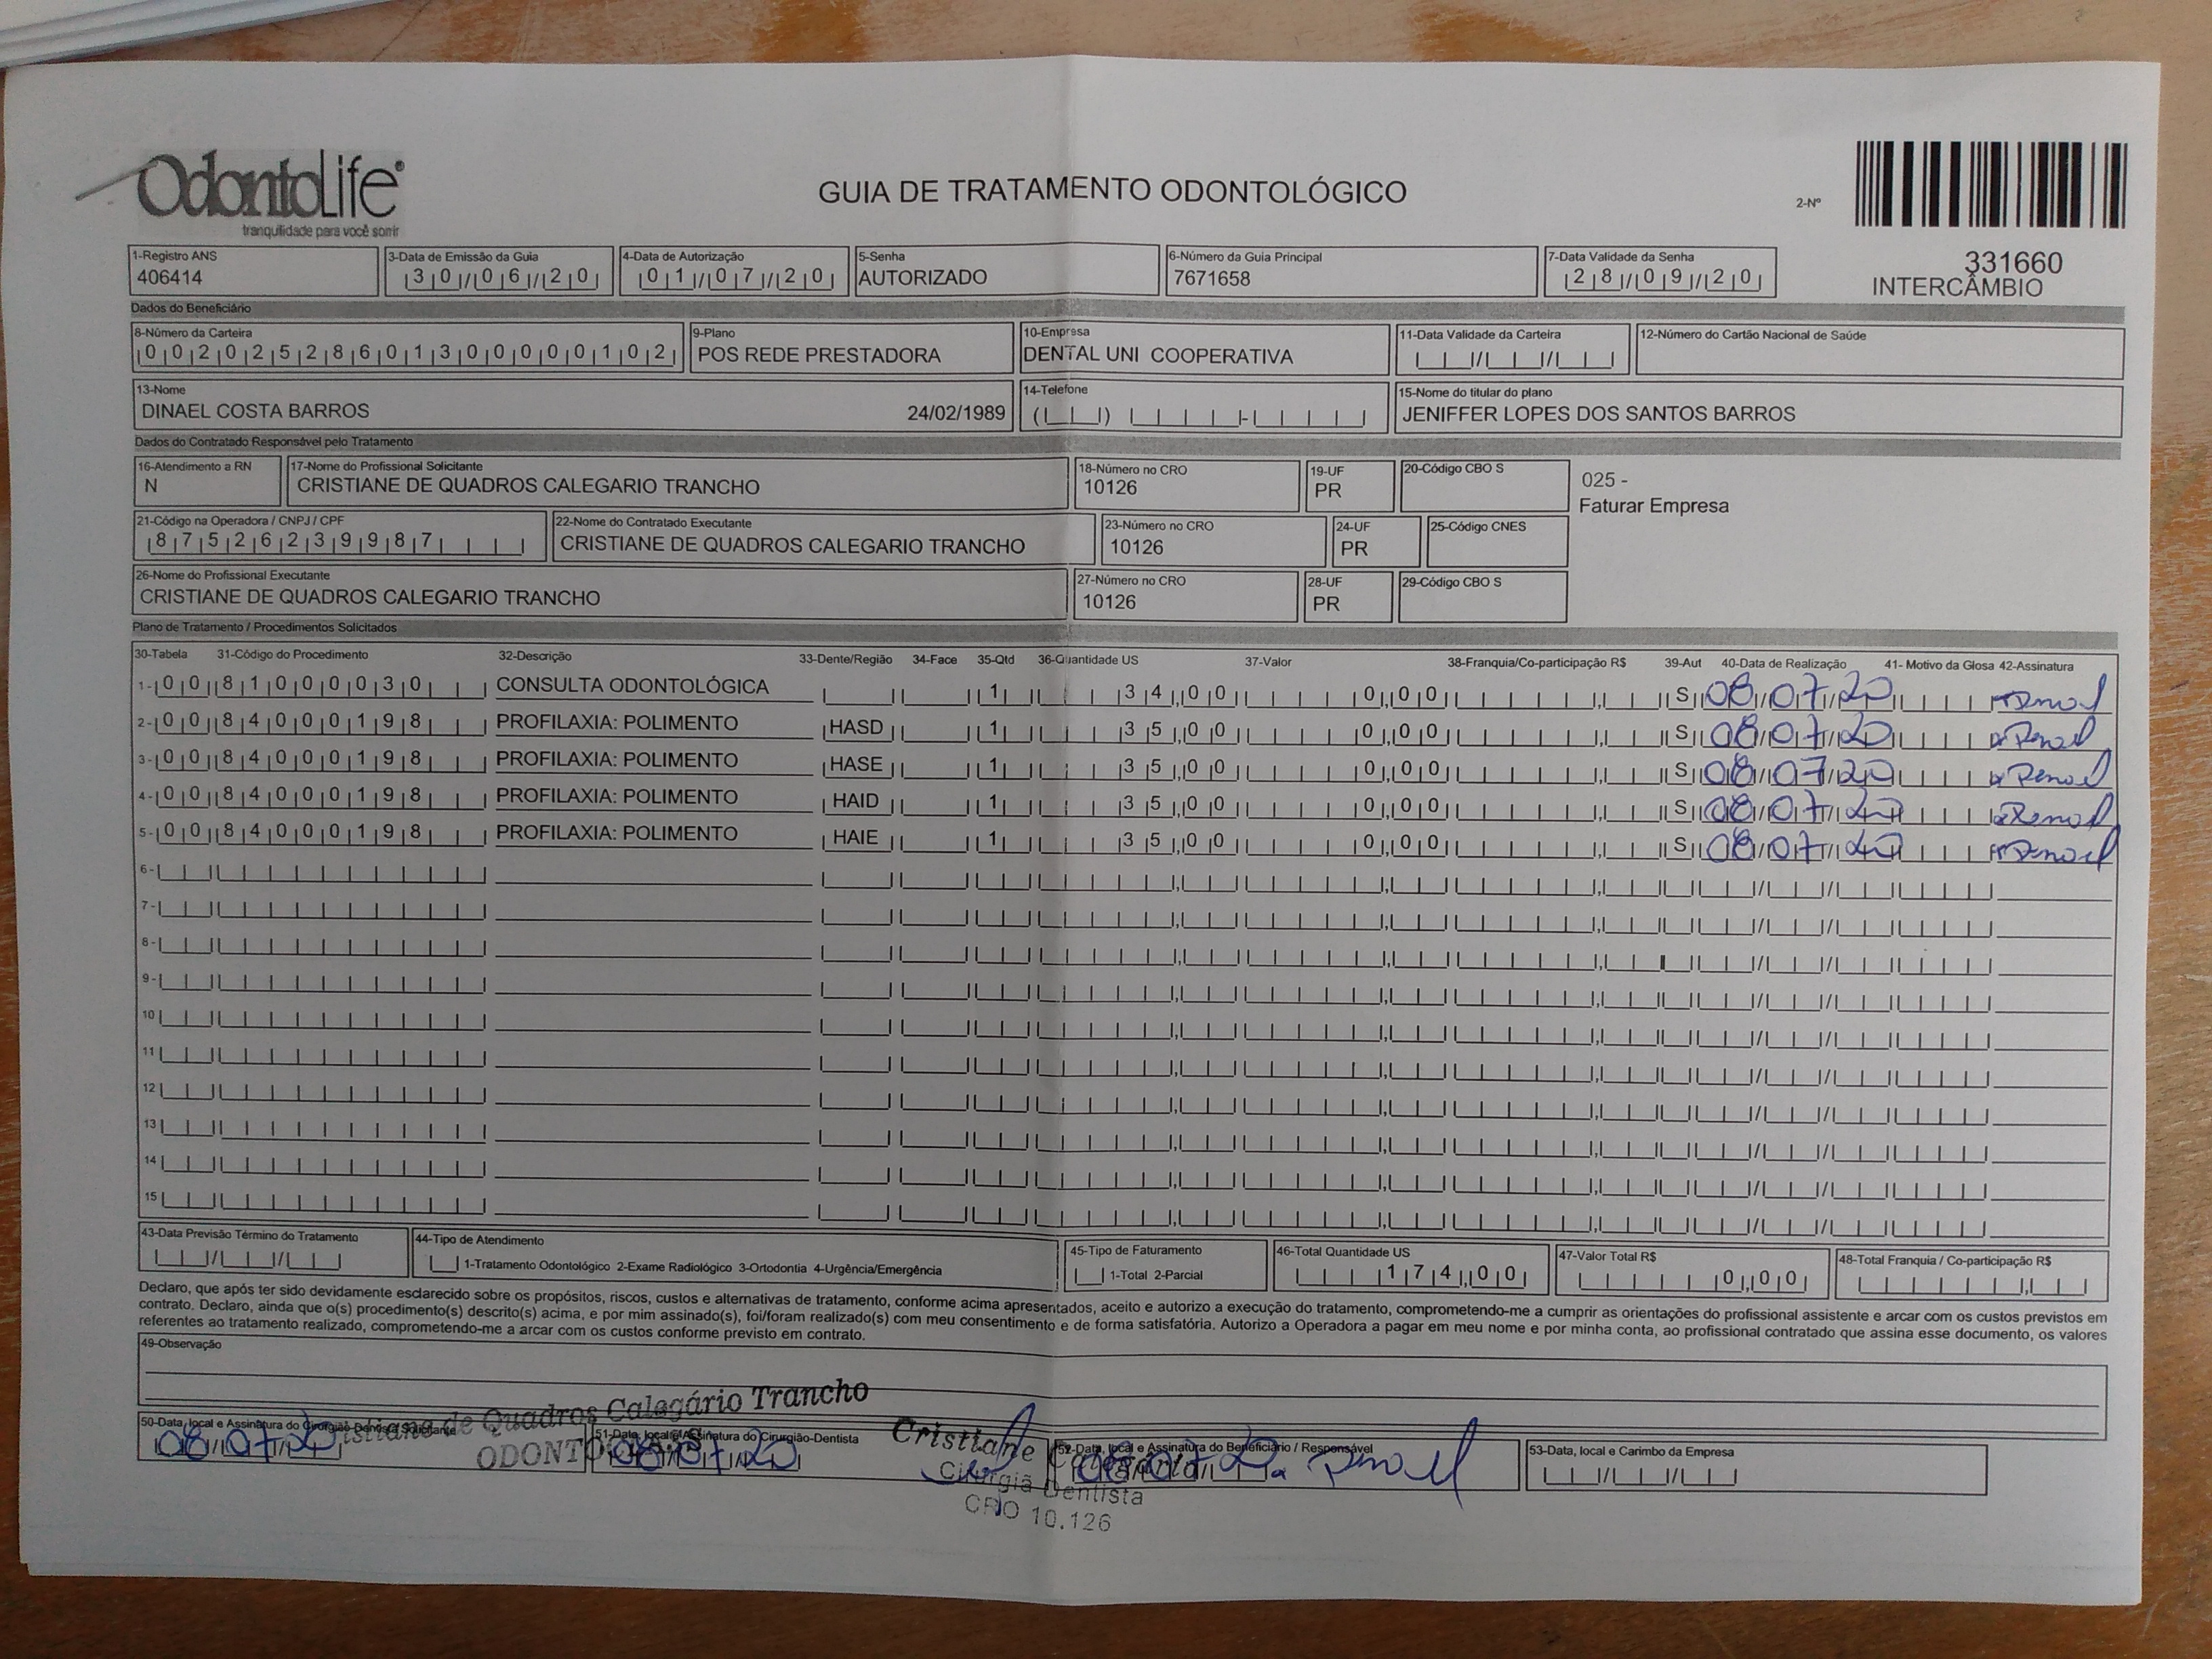 OdontoLife®
tranquilidade para você sorrir
GUIA DE TRATAMENTO ODONTOLÓGICO
2-Nº
331660
INTERCÂMBIO
1-Registro ANS
406414
3-Data de Emissão da Guia
30/06/20
4-Data de Autorização
01/07/20
5-Senha
AUTORIZADO
6-Número da Guia Principal
7671658
7-Data Validade da Senha
28/09/20
Dados do Beneficiário
8-Número da Carteira
00202528601300000102
9-Plano
POS REDE PRESTADORA
10-Empresa
DENTAL UNI COOPERATIVA
11-Data Validade da Carteira
12-Número do Cartão Nacional de Saúde
13-Nome
DINAEL COSTA BARROS 24/02/1989
14-Telefone
15-Nome do titular do plano
JENIFFER LOPES DOS SANTOS BARROS
Dados do Contratado Responsável pelo Tratamento
16-Atendimento a RN
N
17-Nome do Profissional Solicitante
CRISTIANE DE QUADROS CALEGARIO TRANCHO
18-Número no CRO
10126
19-UF
PR
20-Código CBO S
025 -
Faturar Empresa
21-Código na Operadora / CNPJ / CPF
87526239987
22-Nome do Contratado Executante
CRISTIANE DE QUADROS CALEGARIO TRANCHO
23-Número no CRO
10126
24-UF
PR
25-Código CNES
26-Nome do Profissional Executante
CRISTIANE DE QUADROS CALEGARIO TRANCHO
27-Número no CRO
10126
28-UF
PR
29-Código CBO S
Plano de Tratamento / Procedimentos Solicitados
30-Tabela 31-Código do Procedimento 32-Descrição 33-Dente/Região 34-Face 35-Qtd 36-Quantidade US 37-Valor 38-Franquia/Co-participação R$ 39-Aut 40-Data de Realização 41- Motivo da Glosa 42-Assinatura
1- 00 81000030 CONSULTA ODONTOLÓGICA 1 34,00 0,00 S 08/07/20
2- 00 84000198 PROFILAXIA: POLIMENTO HASD 1 35,00 0,00 S 08/07/20
3- 00 84000198 PROFILAXIA: POLIMENTO HASE 1 35,00 0,00 S 08/07/20
4- 00 84000198 PROFILAXIA: POLIMENTO HAID 1 35,00 0,00 S 08/07/20
5- 00 84000198 PROFILAXIA: POLIMENTO HAIE 1 35,00 0,00 S 08/07/20
6-
7-
8-
9-
10
11
12
13
14
15
43-Data Previsão Término do Tratamento
44-Tipo de Atendimento
1-Tratamento Odontológico 2-Exame Radiológico 3-Ortodontia 4-Urgência/Emergência
45-Tipo de Faturamento
1-Total 2-Parcial
46-Total Quantidade US
174,00
47-Valor Total R$
0,00
48-Total Franquia / Co-participação R$
Declaro, que após ter sido devidamente esclarecido sobre os propósitos, riscos, custos e alternativas de tratamento, conforme acima apresentados, aceito e autorizo a execução do tratamento, comprometendo-me a cumprir as orientações do profissional assistente e arcar com os custos previstos em
contrato. Declaro, ainda que o(s) procedimento(s) descrito(s) acima, e por mim assinado(s), foi/foram realizado(s) com meu consentimento e de forma satisfatória. Autorizo a Operadora a pagar em meu nome e por minha conta, ao profissional contratado que assina esse documento, os valores
referentes ao tratamento realizado, comprometendo-me a arcar com os custos conforme previsto em contrato.
49-Observação
50-Data, local e Assinatura do Cirurgião-Dentista Solicitante
08/07/20
de Quadros Calegário Trancho
51-Data, local e Assinatura do Cirurgião-Dentista
08/07/20
Cristiane
Cirurgiã Dentista
CRO 10.126
52-Data, local e Assinatura do Beneficiário / Responsável
08/07/20
53-Data, local e Carimbo da Empresa